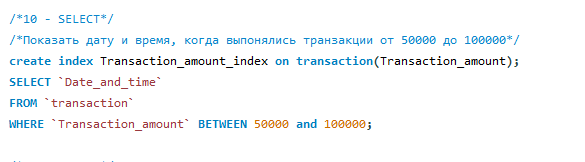 /*10 - SELECT*/
/*Показать дату и время, когда выпонялись транзакции от 50000 до 100000*/
create index Transaction_amount_index on transaction(Transaction_amount);
SELECT `Date_and_time`
FROM `transaction`
WHERE `Transaction_amount` BETWEEN 50000 and 100000;